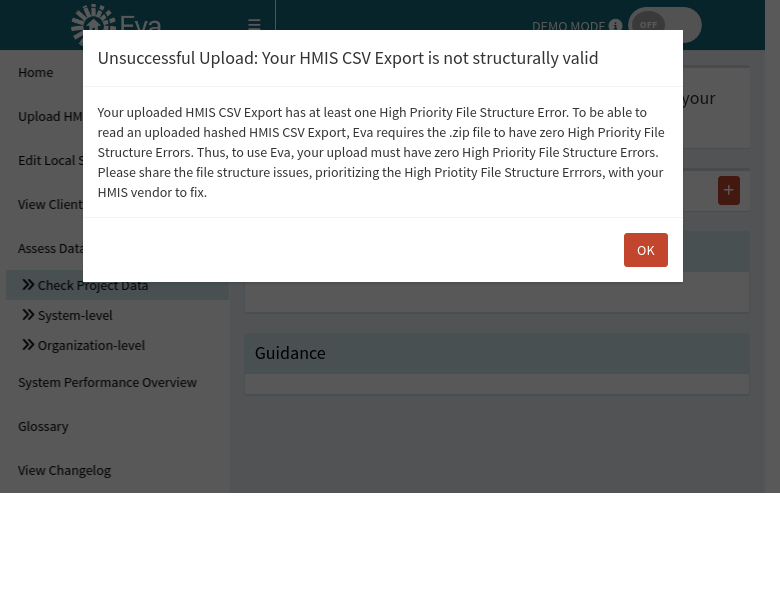 Eva
☰
DEMO MODE
OFF
Unsuccessful Upload: Your HMIS CSV Export is not structurally valid
Home
your
Your uploaded HMIS CSV Export has at least one High Priority File Structure Error. To be able to
read an uploaded hashed HMIS CSV Export, Eva requires the .zip file to have zero High Priority File
Structure Errors. Thus, to use Eva, your upload must have zero High Priority File Structure Errors.
Please share the file structure issues, prioritizing the High Priotity File Structure Errrors, with your
HMIS vendor to fix.
Upload HM
Edit Local S
View Client
+
Assess Data
OK
Check Project Data
System-level
Organization-level
Guidance
System Performance Overview
Glossary
View Changelog